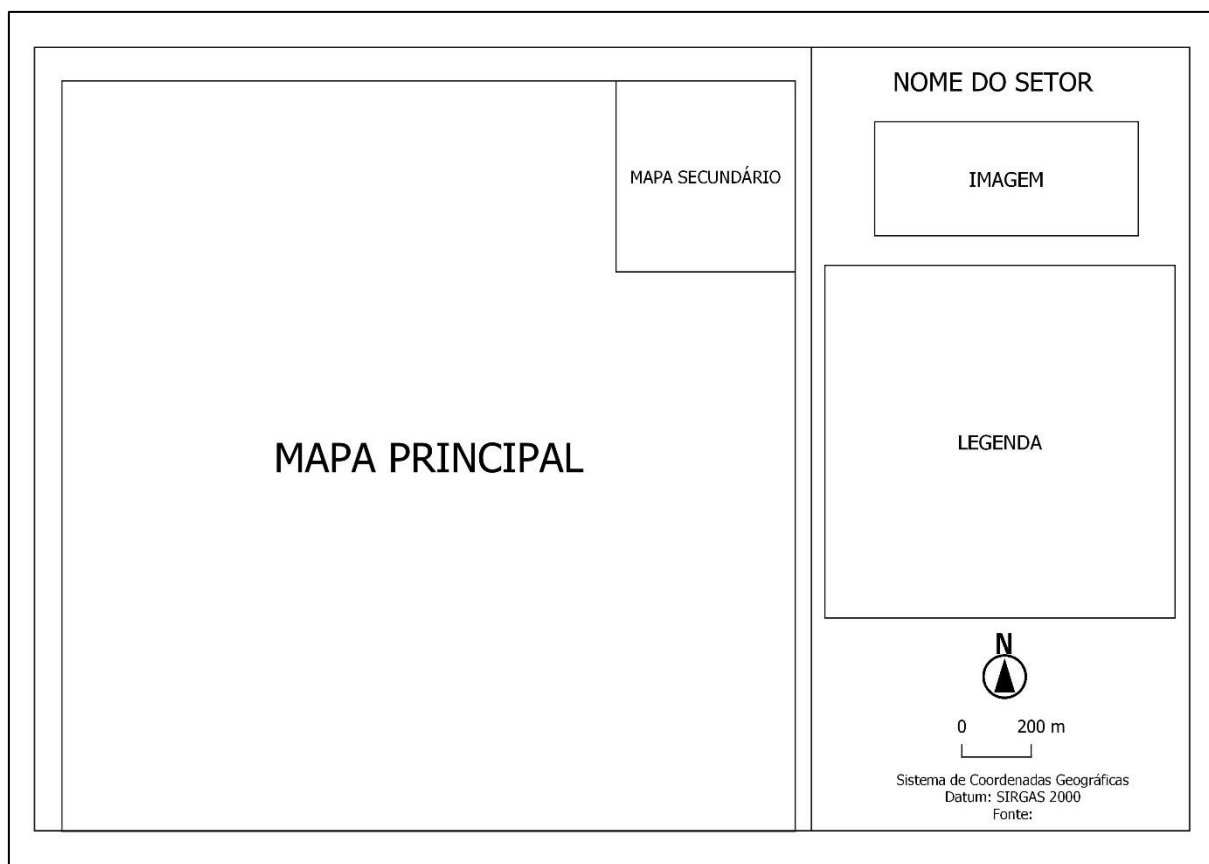 MAPA PRINCIPAL
MAPA SECUNDÁRIO
NOME DO SETOR
IMAGEM
LEGENDA
N
0 200 m
Sistema de Coordenadas Geográficas
Datum: SIRGAS 2000
Fonte: